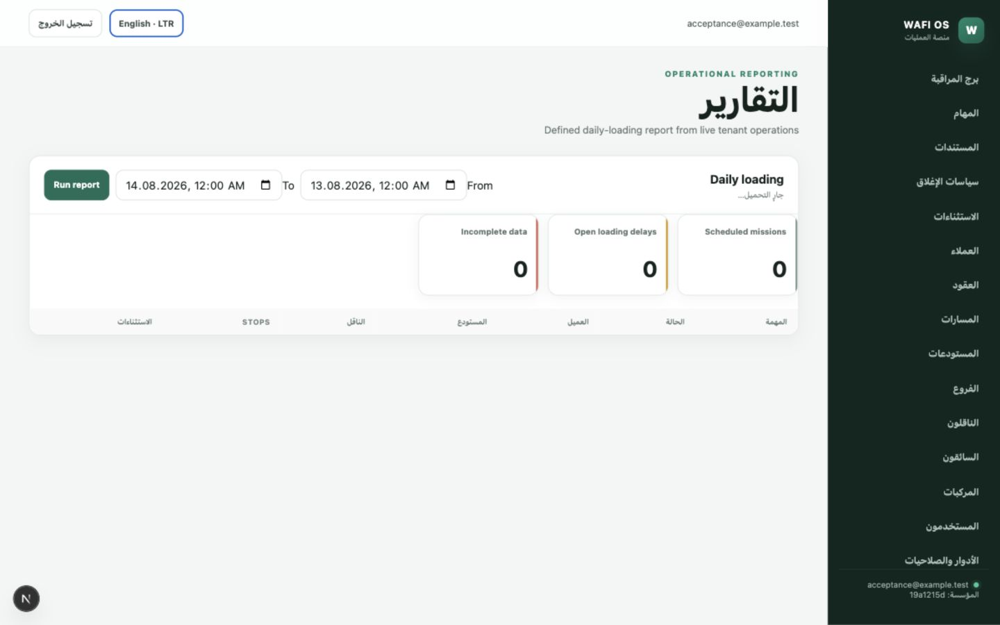 WAFI OS
منصة العمليات
W
برج المراقبة
المهام
المستندات
سياسات الإغلاق
الاستثناءات
العملاء
العقود
المسارات
المستودعات
الفروع
الناقلون
السائقون
المركبات
المستخدمون
الأدوار والصلاحيات
acceptance@example.test
المؤسسة: 19a1215d
acceptance@example.test
English · LTR
تسجيل الخروج
OPERATIONAL REPORTING
التقارير
Defined daily-loading report from live tenant operations
Daily loading
جارٍ التحميل...
From
13.08.2026, 12:00 AM
To
14.08.2026, 12:00 AM
Run report
Scheduled missions
0
Open loading delays
0
Incomplete data
0
المهمة الحالة العميل المستودع الناقل STOPS الاستثناءات
N